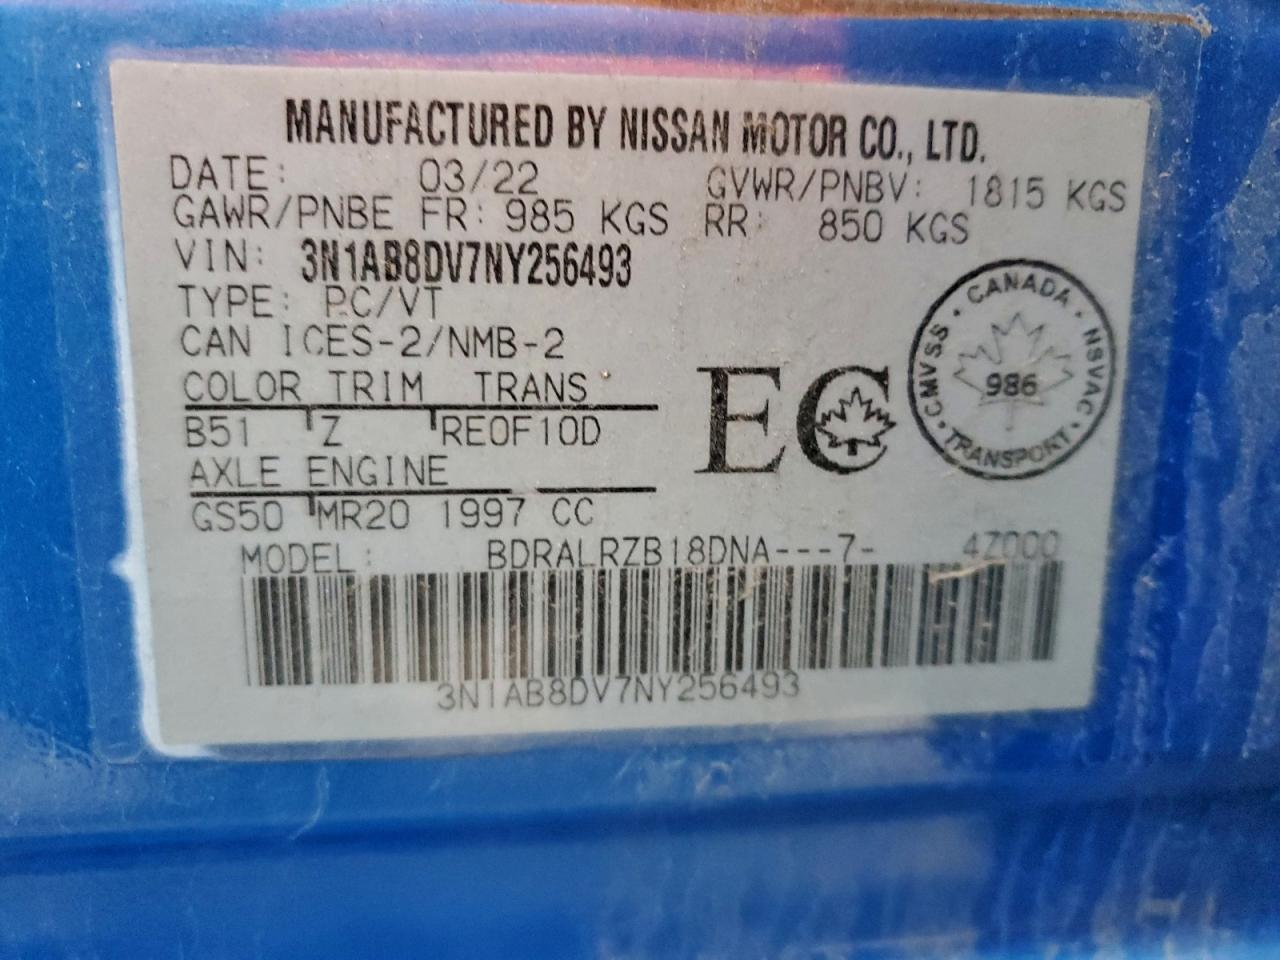 MANUFACTURED BY NISSAN MOTOR CO., LTD.
DATE: 03/22 GVWR/PNBV: 1815 KGS
GAWR/PNBE FR: 985 KGS RR: 850 KGS
VIN: 3N1AB8DV7NY256493
TYPE: P.C/VT
CAN ICES-2/NMB-2
COLOR TRIM TRANS
B51 Z RE0F10D
AXLE ENGINE
GS50 MR20 1997 CC
EC
CANADA · NSVAC · TRANSPORT · CMVSS ·
986
MODEL: BDRALRZB18DNA---7- 4Z000
3N1AB8DV7NY256493